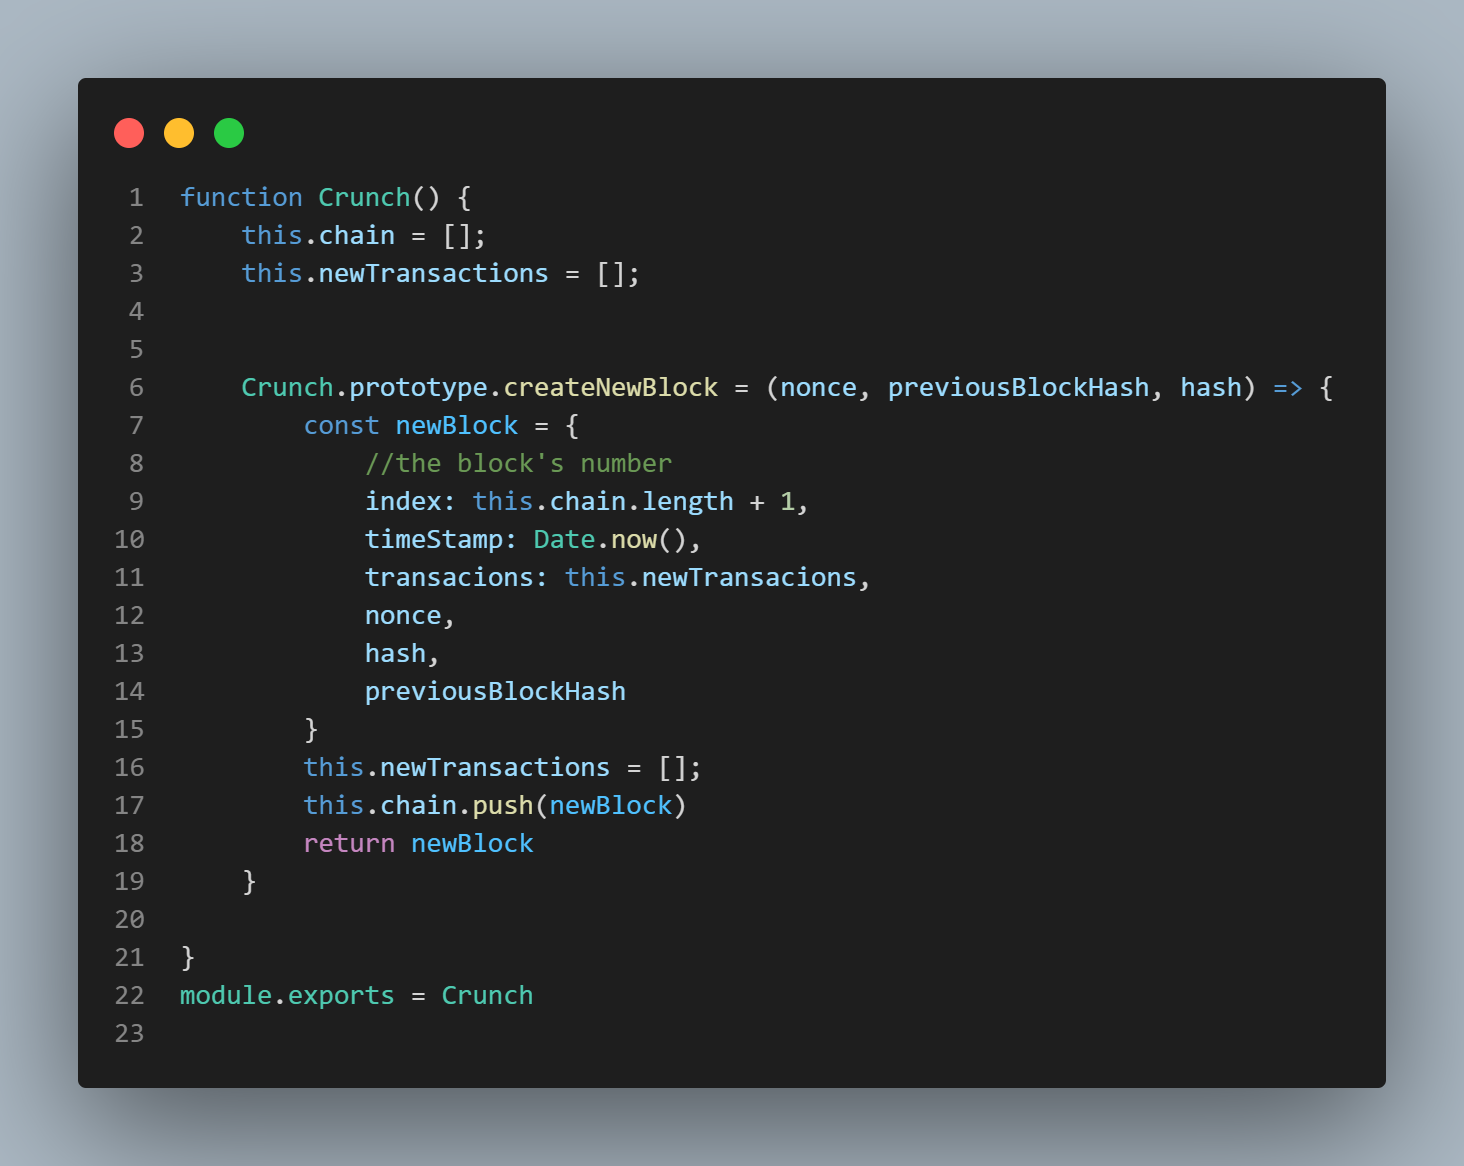 1 function Crunch() {
2     this.chain = [];
3     this.newTransactions = [];
4
5
6     Crunch.prototype.createNewBlock = (nonce, previousBlockHash, hash) => {
7         const newBlock = {
8             //the block's number
9             index: this.chain.length + 1,
10             timeStamp: Date.now(),
11             transacions: this.newTransacions,
12             nonce,
13             hash,
14             previousBlockHash
15         }
16         this.newTransactions = [];
17         this.chain.push(newBlock)
18         return newBlock
19     }
20
21 }
22 module.exports = Crunch
23